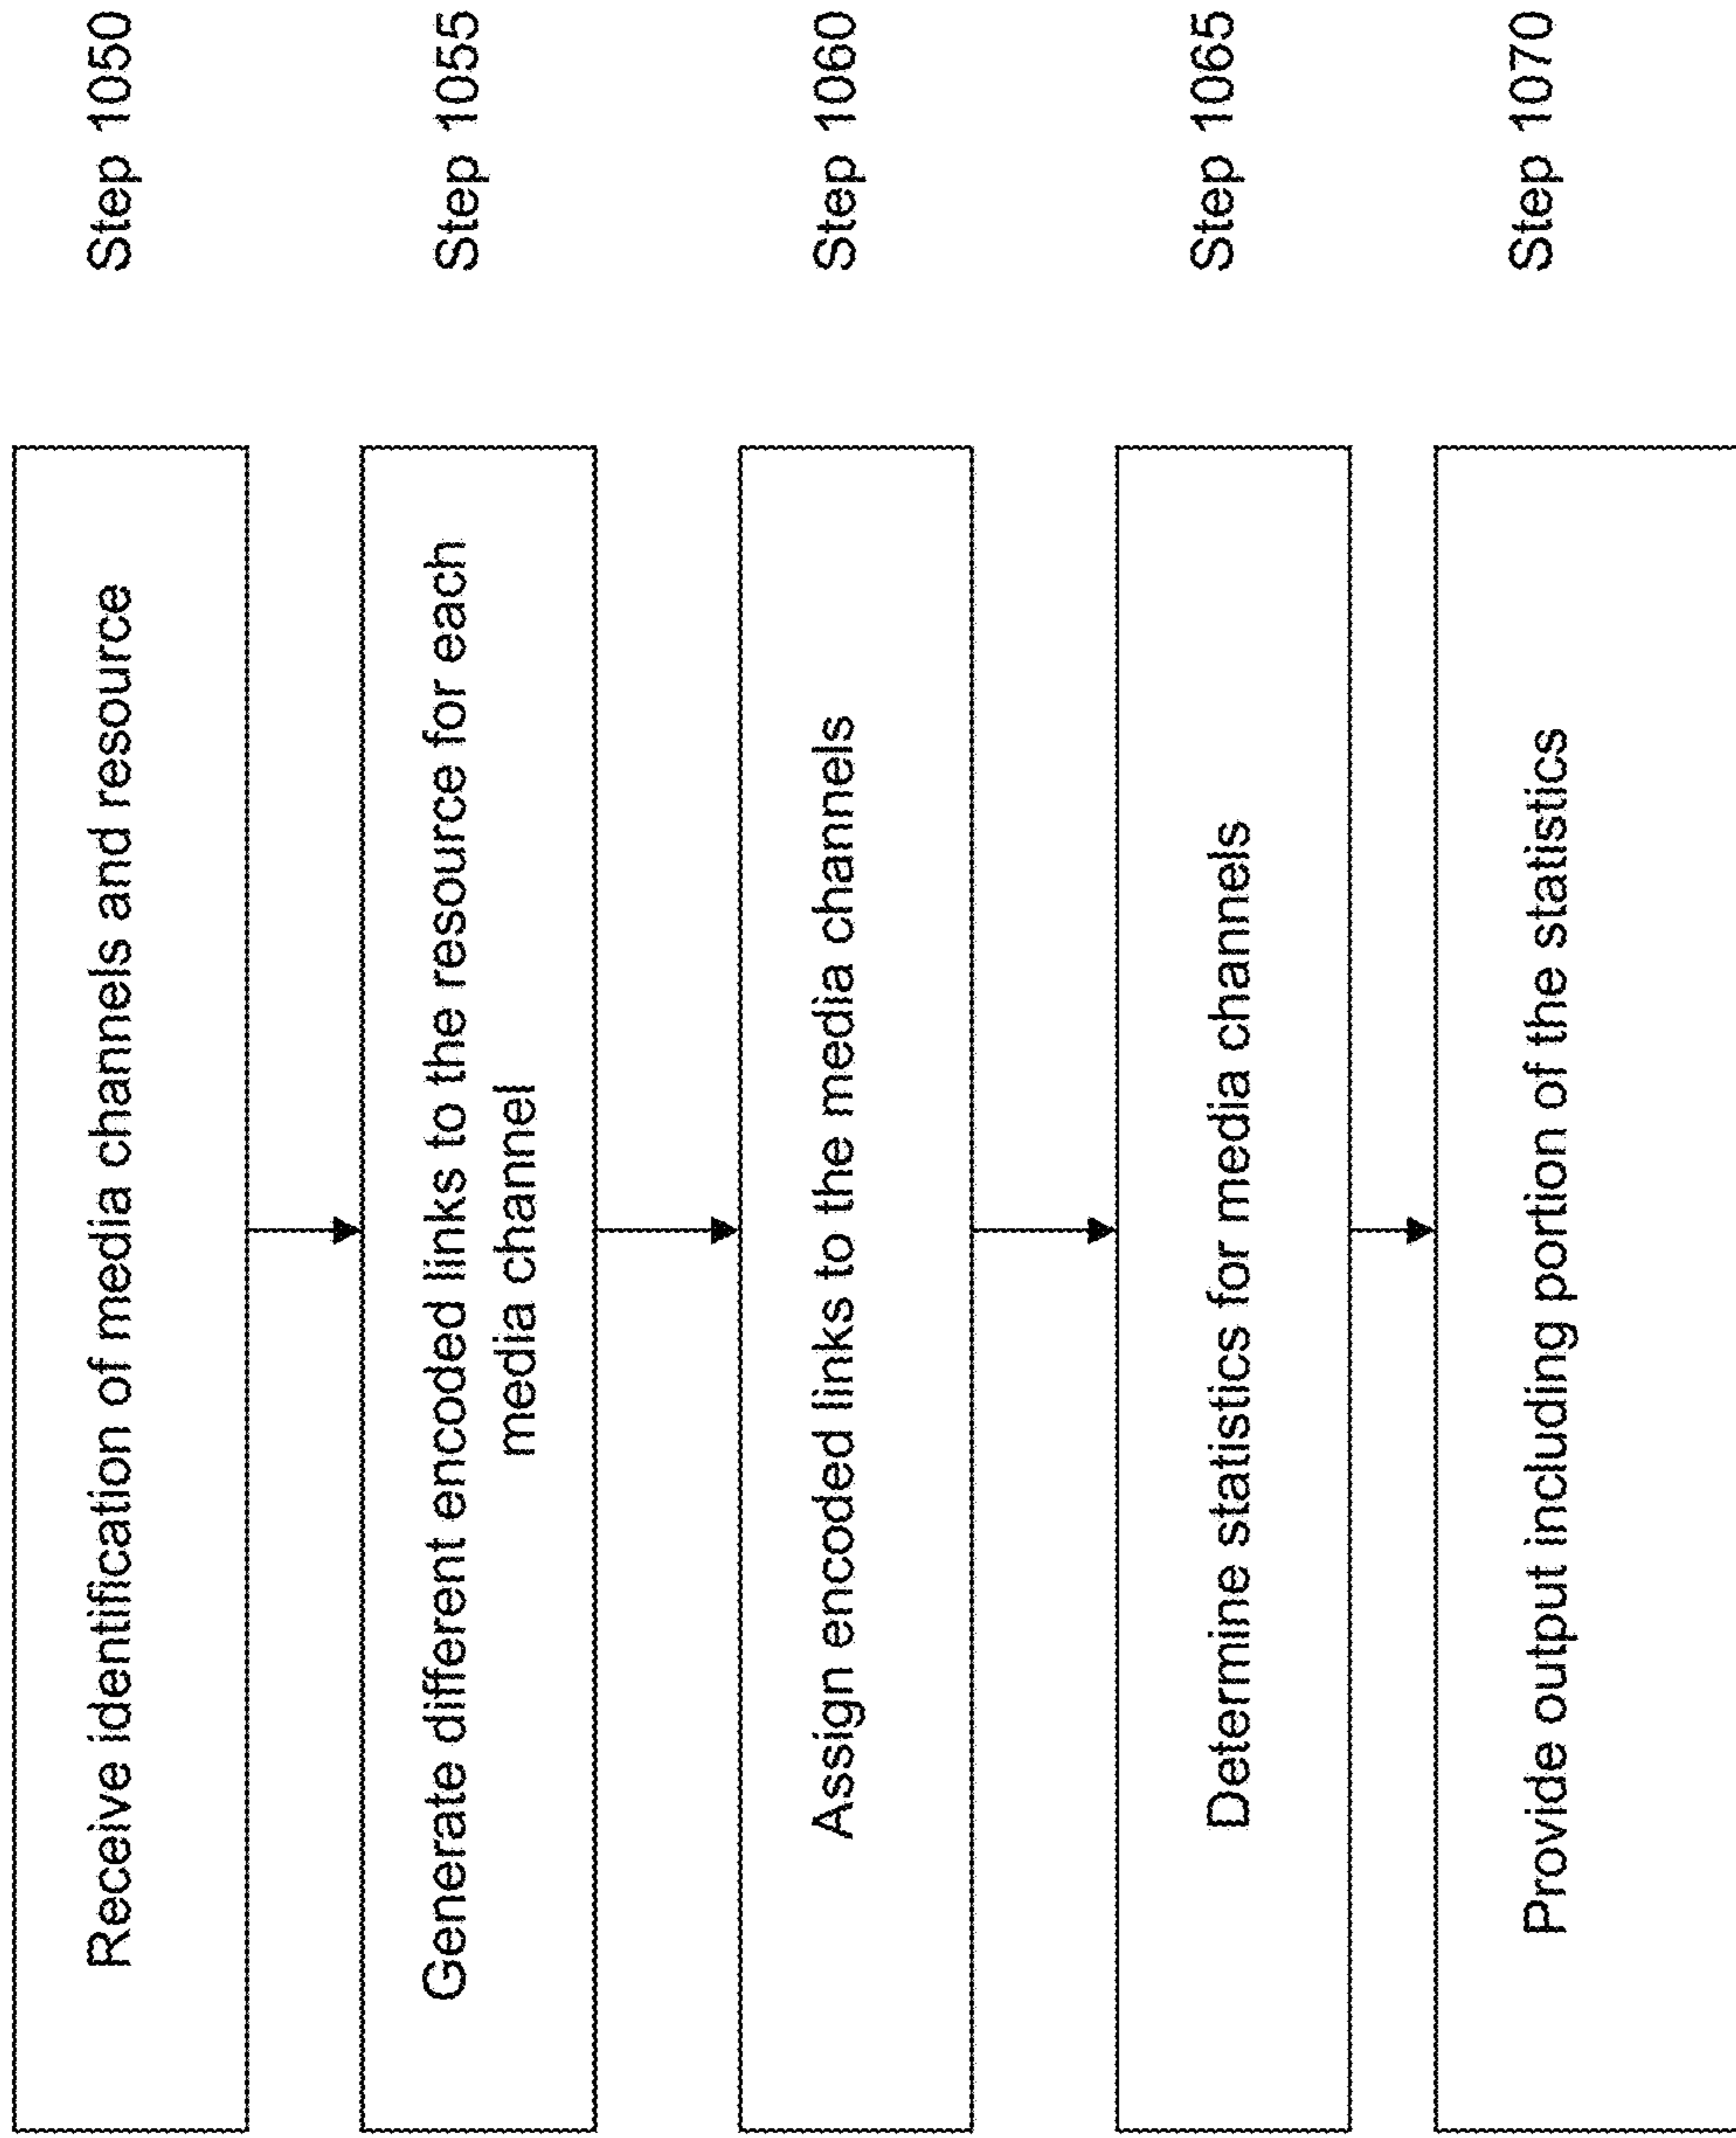 Receive identification of media channels and resource
Step 1050
Generate different encoded links to the resource for each
media channel
Step 1055
Assign encoded links to the media channels
Step 1060
Determine statistics for media channels
Step 1065
Provide output including portion of the statistics
Step 1070